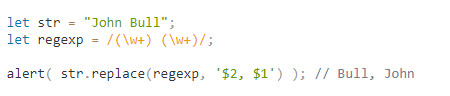 let str = "John Bull";
let regexp = /(\w+) (\w+)/;
alert( str.replace(regexp, '$2, $1') ); // Bull, John